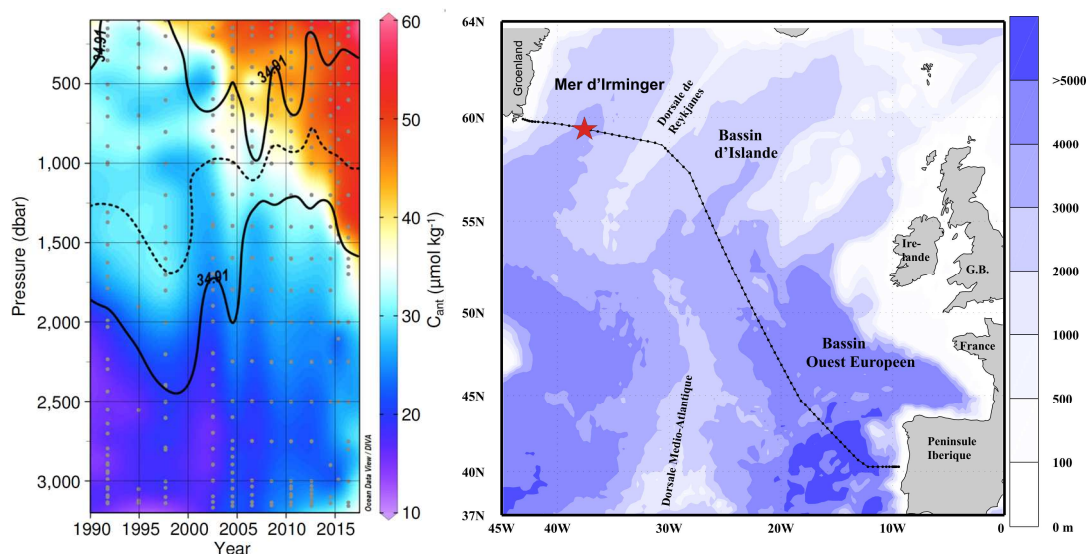 34.91
34.91
34.91
500
1,000
1,500
2,000
2,500
3,000
Pressure (dbar)
1990
1995
2000
2005
2010
2015
Year
60
50
40
30
20
10
Cant (µmol kg-1)
Ocean Data View / DIVA
64N
60N
55N
50N
45N
40N
37N
45W
40W
30W
20W
10W
0
Groenland
Mer d'Irminger
Dorsale de
Reykjanes
Bassin
d'Islande
Ire-
lande
G.B.
France
Bassin
Ouest Europeen
Dorsale Medio-Atlantique
Peninsule
Iberique
>5000
4000
3000
2000
1000
500
100
0 m